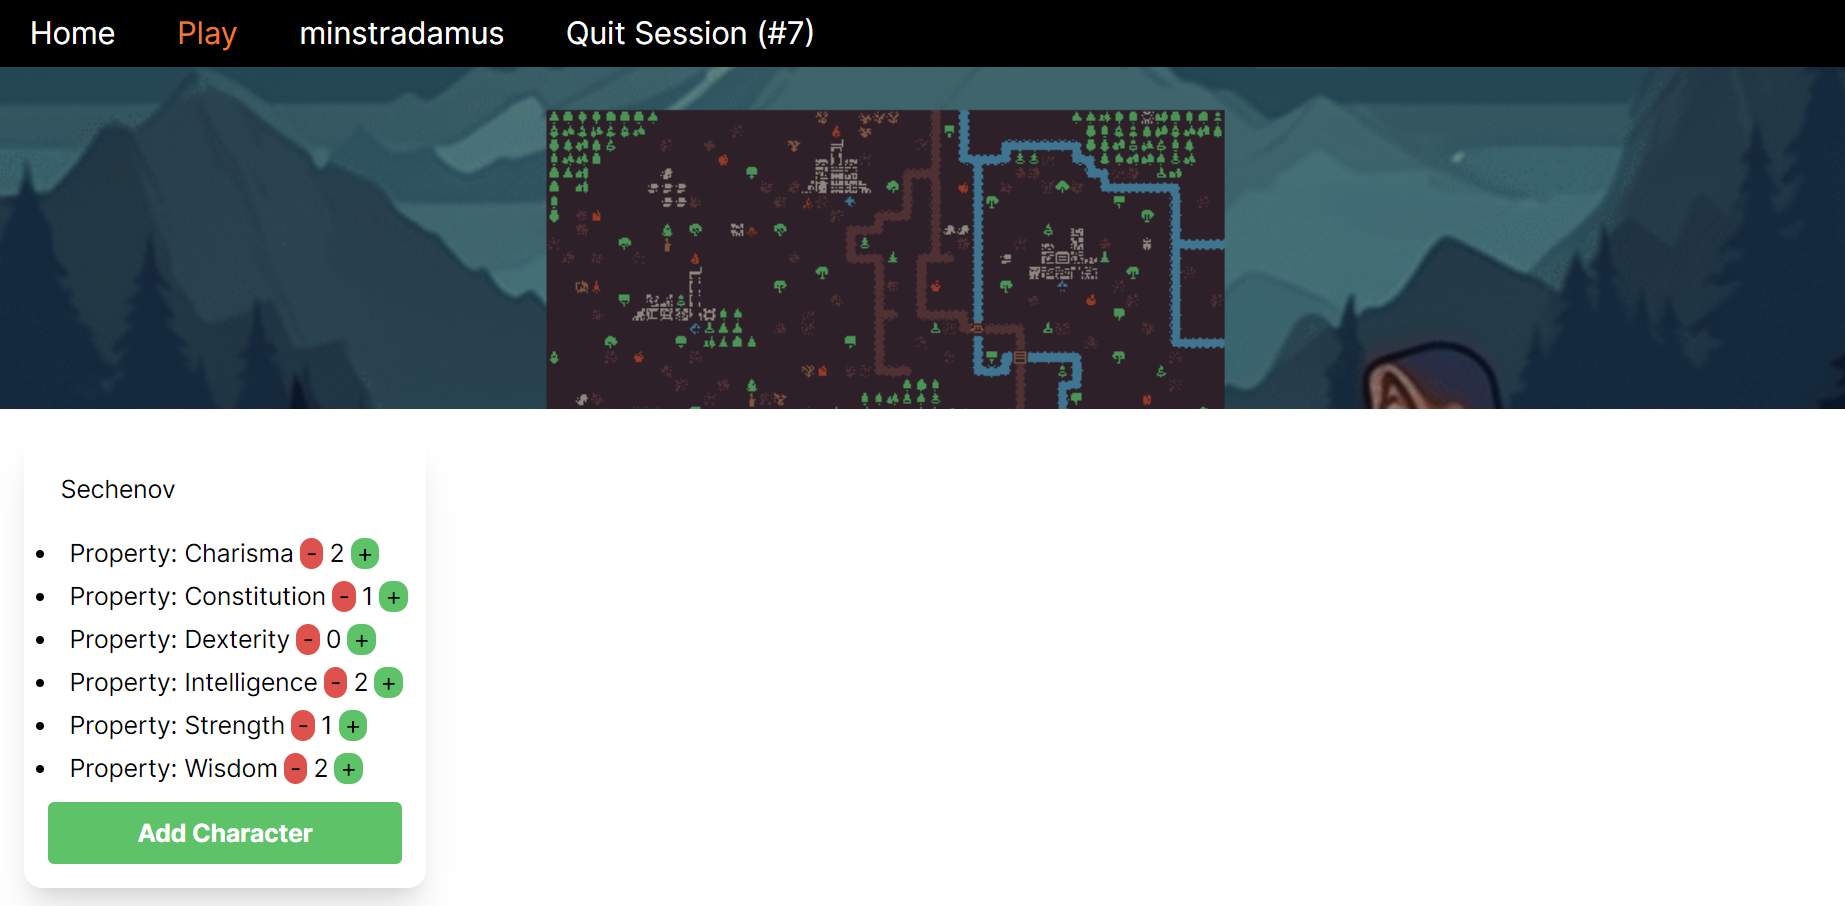 Home Play minstradamus Quit Session (#7)
Sechenov
Property: Charisma - 2 +
Property: Constitution - 1 +
Property: Dexterity - 0 +
Property: Intelligence - 2 +
Property: Strength - 1 +
Property: Wisdom - 2 +
Add Character